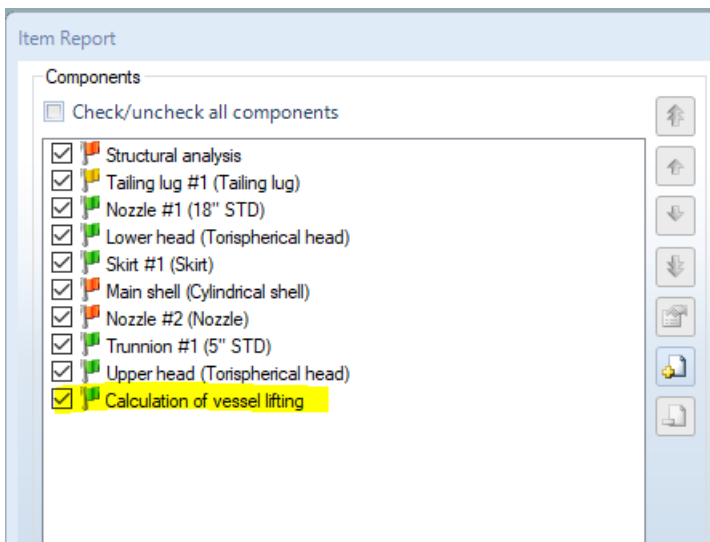 Item Report
Components
Check/uncheck all components
Structural analysis
Tailing lug #1 (Tailing lug)
Nozzle #1 (18" STD)
Lower head (Torispherical head)
Skirt #1 (Skirt)
Main shell (Cylindrical shell)
Nozzle #2 (Nozzle)
Trunnion #1 (5" STD)
Upper head (Torispherical head)
Calculation of vessel lifting